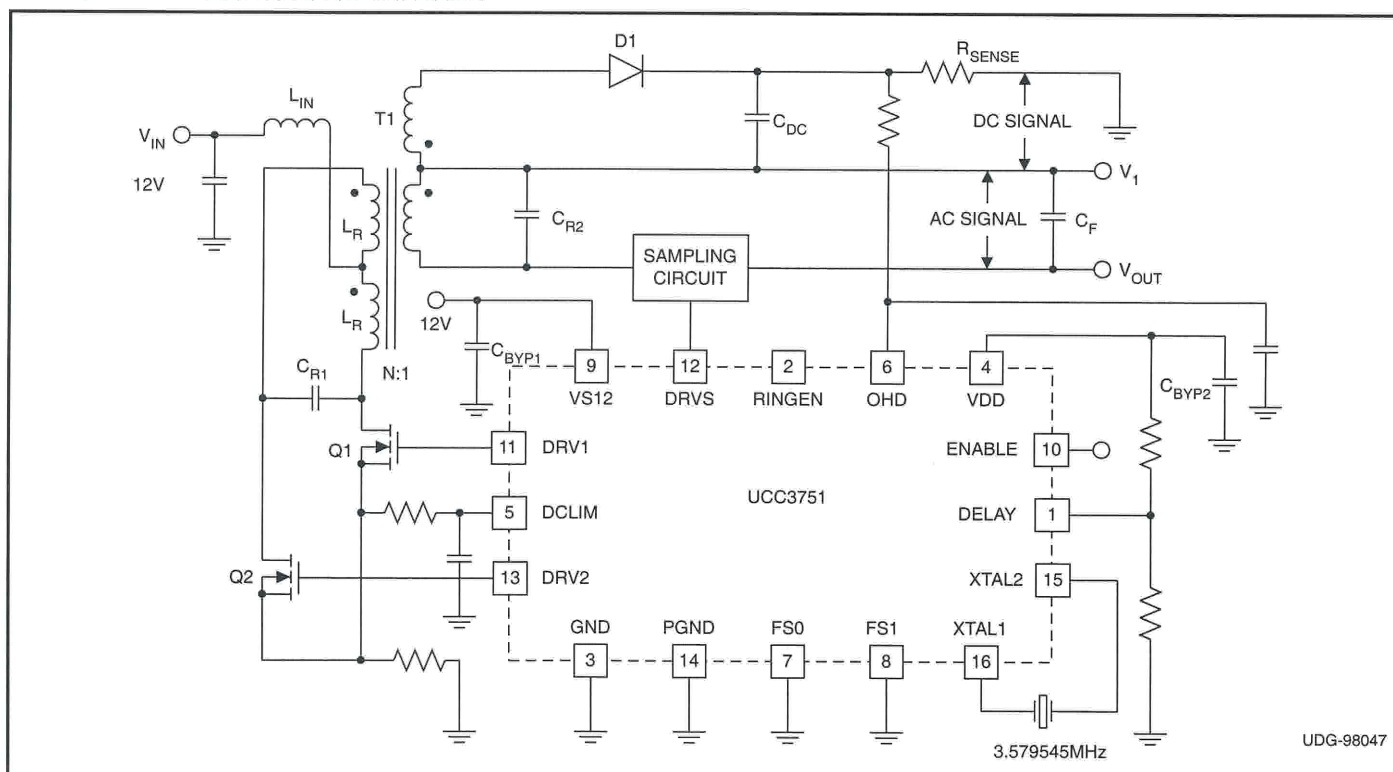 D1
R_SENSE
L_IN
T1
V_IN
C_DC
DC SIGNAL
12V
V_1
L_R
C_R2
AC SIGNAL
C_F
SAMPLING
CIRCUIT
V_OUT
L_R
12V
C_BYP1
C_R1
N:1
9
12
2
6
4
VS12
DRVS
RINGEN
OHD
VDD
C_BYP2
Q1
11
DRV1
ENABLE
10
UCC3751
5
DCLIM
DELAY
1
Q2
13
DRV2
XTAL2
15
GND
PGND
FS0
FS1
XTAL1
3
14
7
8
16
3.579545MHz
UDG-98047